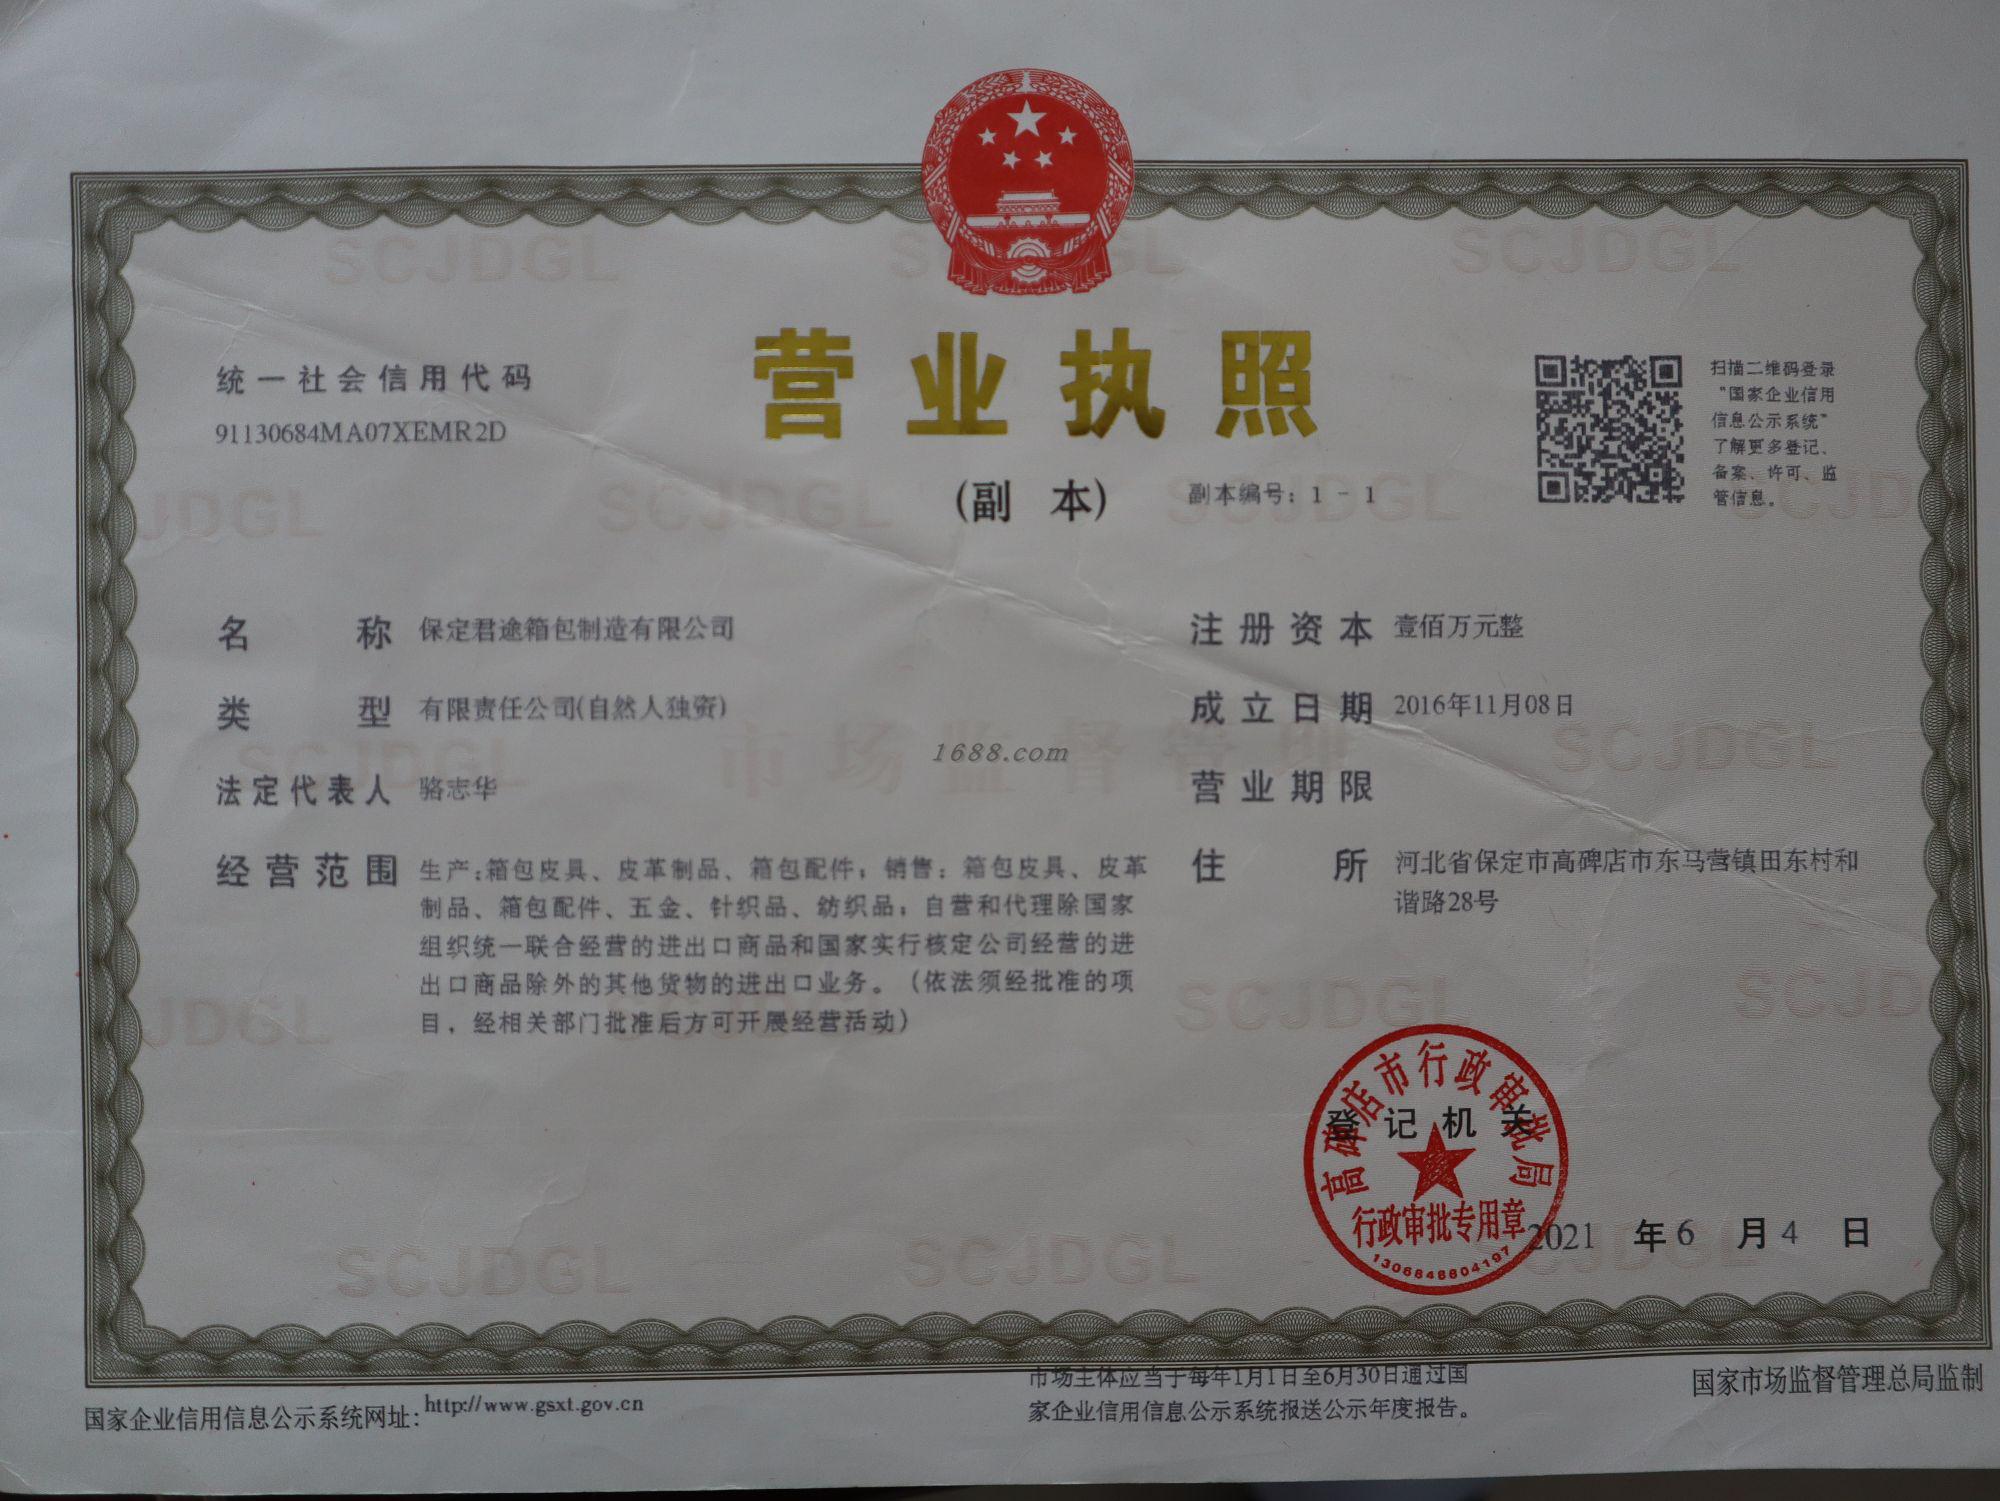 统一社会信用代码
91130684MA07XEMR2D
营业执照
(副 本)
副本编号：1 - 1
扫描二维码登录
“国家企业信用
信息公示系统”
了解更多登记、
备案、许可、监
管信息。
名 称 保定君途箱包制造有限公司
类 型 有限责任公司(自然人独资)
法定代表人 骆志华
经营范围 生产:箱包皮具、皮革制品、箱包配件；销售：箱包皮具、皮革
制品、箱包配件、五金、针织品、纺织品；自营和代理除国家
组织统一联合经营的进出口商品和国家实行核定公司经营的进
出口商品除外的其他货物的进出口业务。（依法须经批准的项
目，经相关部门批准后方可开展经营活动）
注册资本 壹佰万元整
成立日期 2016年11月08日
营业期限
住 所 河北省保定市高碑店市东马营镇田东村和
谐路28号
1688.com
市场监督管理
SCJDGL
登记机关
高碑店市行政审批局
行政审批专用章
1306848804197
2021 年 6 月 4 日
国家企业信用信息公示系统网址：http://www.gsxt.gov.cn
市场主体应当于每年1月1日至6月30日通过国
家企业信用信息公示系统报送公示年度报告。
国家市场监督管理总局监制